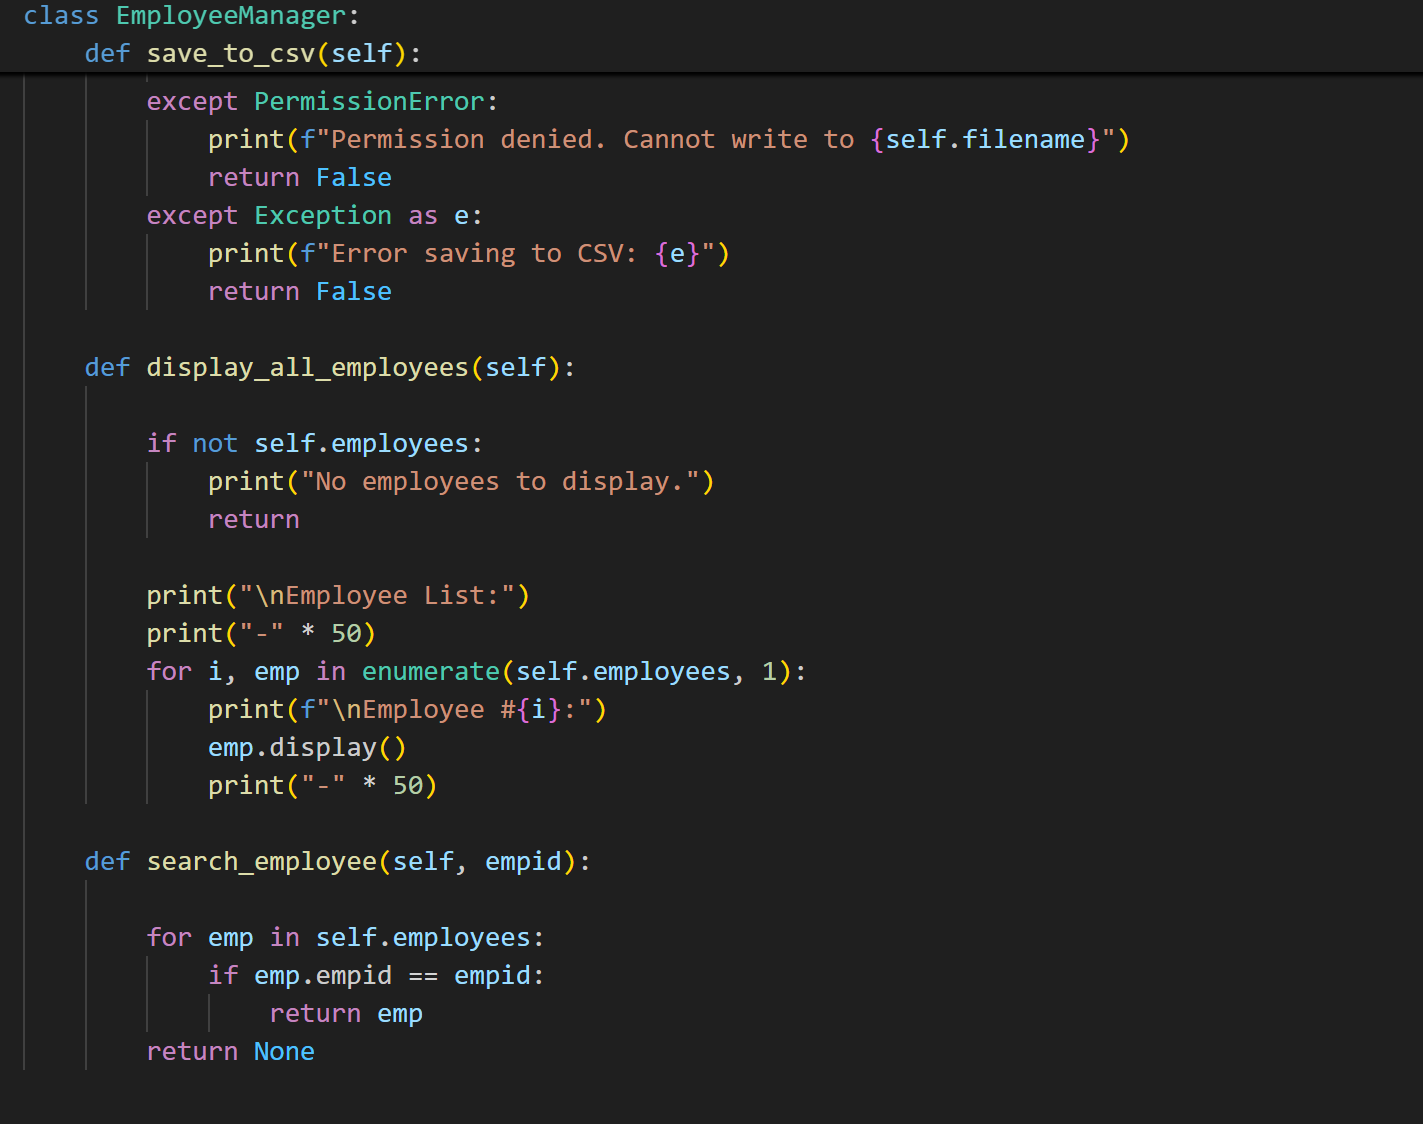 class EmployeeManager:
    def save_to_csv(self):
        except PermissionError:
            print(f"Permission denied. Cannot write to {self.filename}")
            return False
        except Exception as e:
            print(f"Error saving to CSV: {e}")
            return False
    def display_all_employees(self):
        if not self.employees:
            print("No employees to display.")
            return
        print("\nEmployee List:")
        print("-" * 50)
        for i, emp in enumerate(self.employees, 1):
            print(f"\nEmployee #{i}:")
            emp.display()
            print("-" * 50)
    def search_employee(self, empid):
        for emp in self.employees:
            if emp.empid == empid:
                return emp
        return None